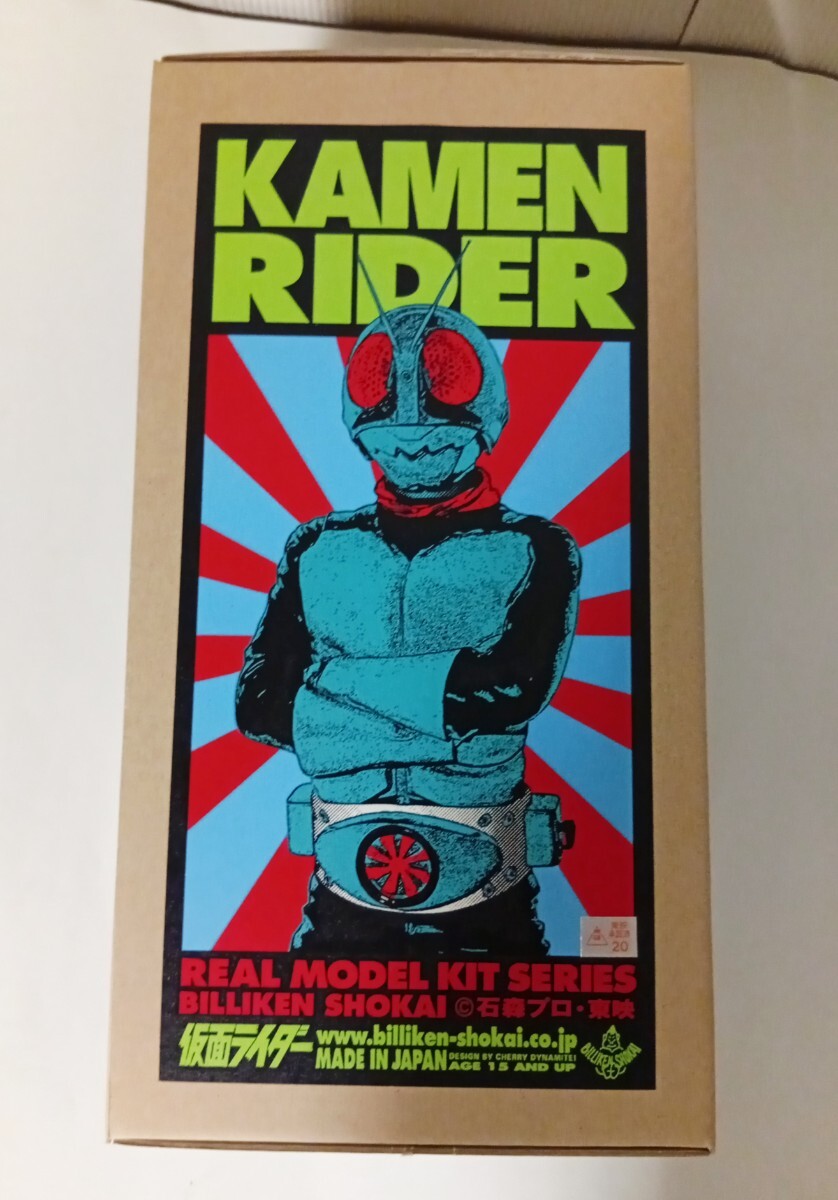 KAMEN
RIDER
20
REAL MODEL KIT SERIES
BILLIKEN SHOKAI ©石森プロ・東映
仮面ライダー www.billiken-shokai.co.jp
MADE IN JAPAN DESIGN BY CHERRY DYNAMITE!
AGE 15 AND UP
BILLIKEN SHOKAI